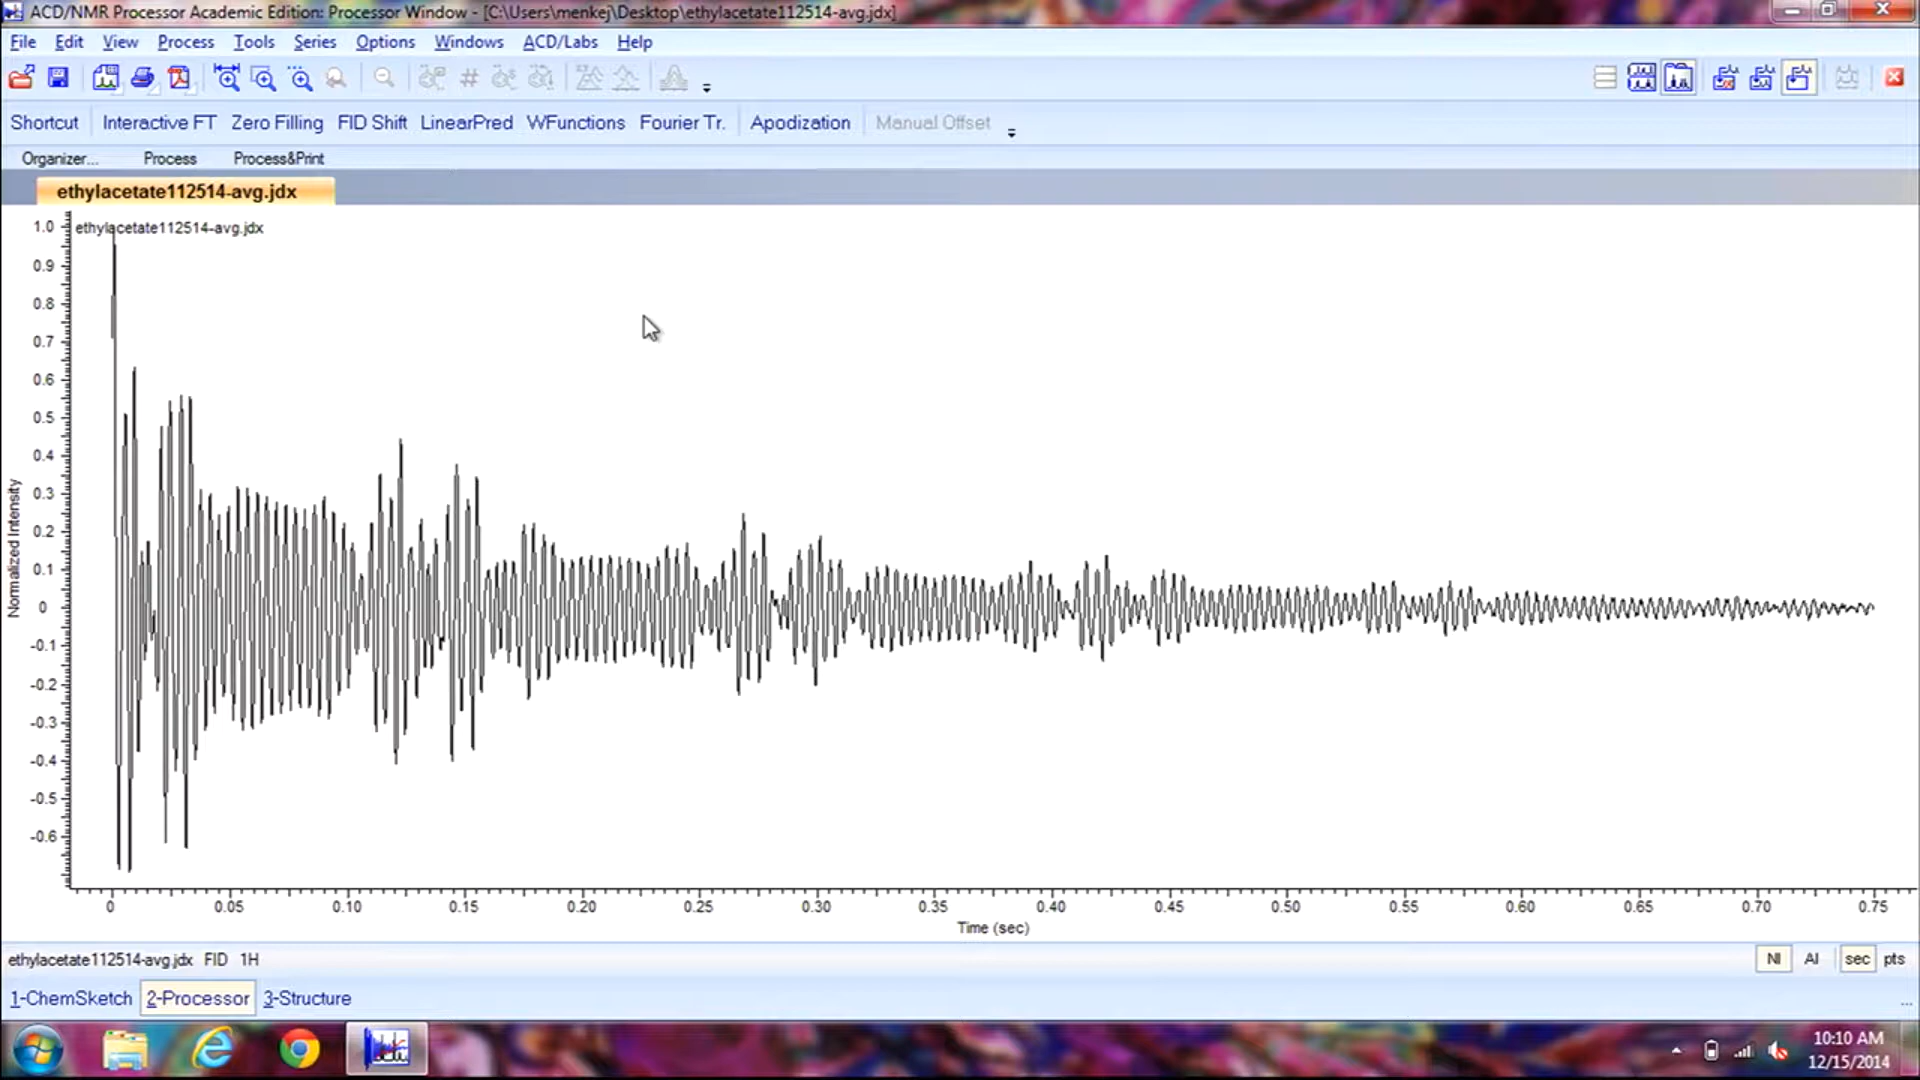 ACD/NMR Processor Academic Edition: Processor Window - [C:\Users\menkej\Desktop\ethylacetate112514-avg.jdx]
File Edit View Process Tools Series Options Windows ACD/Labs Help
Shortcut Interactive FT Zero Filling FID Shift LinearPred WFunctions Fourier Tr. Apodization Manual Offset
Organizer... Process Process&Print
ethylacetate112514-avg.jdx
ethylacetate112514-avg.jdx
1.0
0.9
0.8
0.7
0.6
0.5
0.4
0.3
0.2
0.1
0
-0.1
-0.2
-0.3
-0.4
-0.5
-0.6
Normalized Intensity
0 0.05 0.10 0.15 0.20 0.25 0.30 0.35 0.40 0.45 0.50 0.55 0.60 0.65 0.70 0.75
Time (sec)
ethylacetate112514-avg.jdx FID 1H NI AI sec pts
1-ChemSketch 2-Processor 3-Structure ...
10:10 AM
12/15/2014